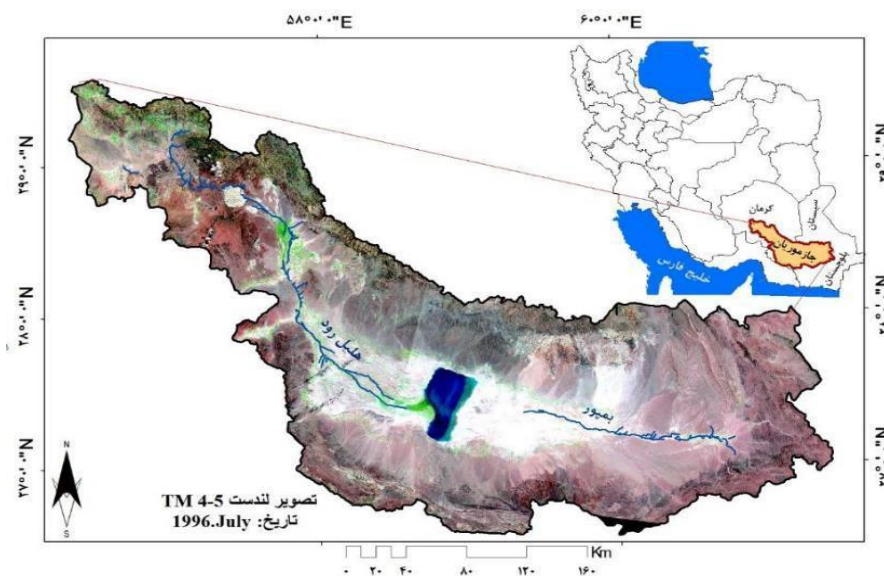 ۵۸°۰'۰"E
۶۰°۰'۰"E
۲۹°۰'۰"N
۲۸°۰'۰"N
۲۷°۰'۰"N
کرمان
سیستان
جازموریان
بلوچستان
خلیج فارس
هلیل رود
بمپور
N
S
تصویر لندست TM 4-5
تاریخ: 1996.July
Km
۰ ۲۰ ۴۰ ۸۰ ۱۲۰ ۱۶۰